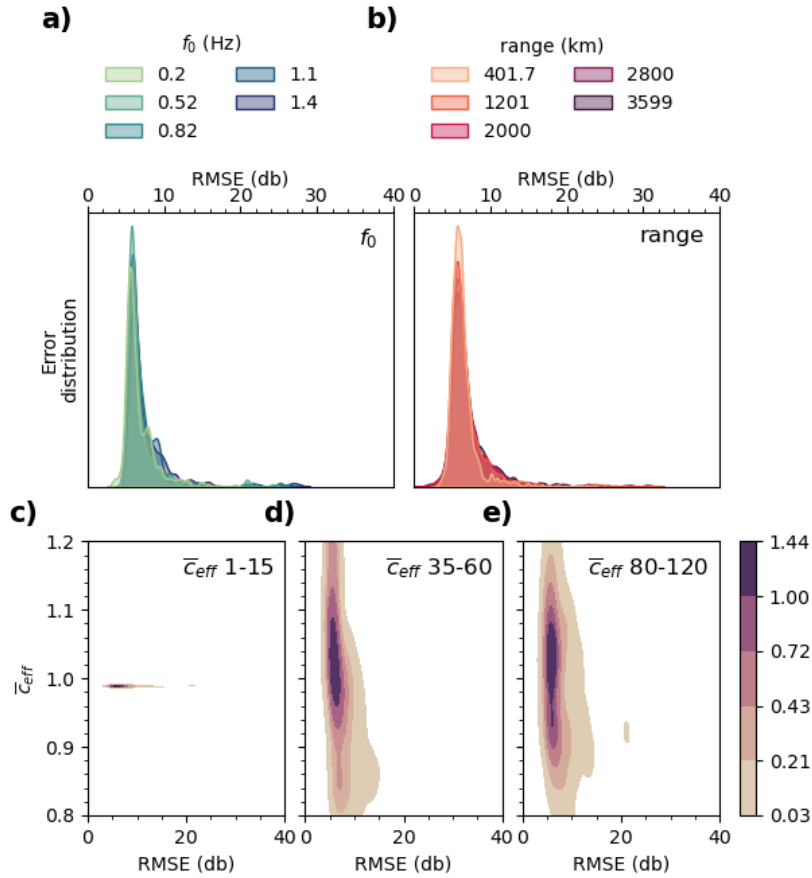 a)
f₀ (Hz)
0.2 1.1
0.52 1.4
0.82
b)
range (km)
401.7 2800
1201 3599
2000
RMSE (db) RMSE (db)
0 10 20 30 40 0 10 20 30 40
f₀ range
Error
distribution
c) d) e)
1.2 c̅eff 1-15 c̅eff 35-60 c̅eff 80-120 1.44
1.1 1.00
1.0 0.72
c̅eff
0.43
0.9 0.21
0.8 0.03
0 20 40 0 20 40 0 20 40
RMSE (db) RMSE (db) RMSE (db)